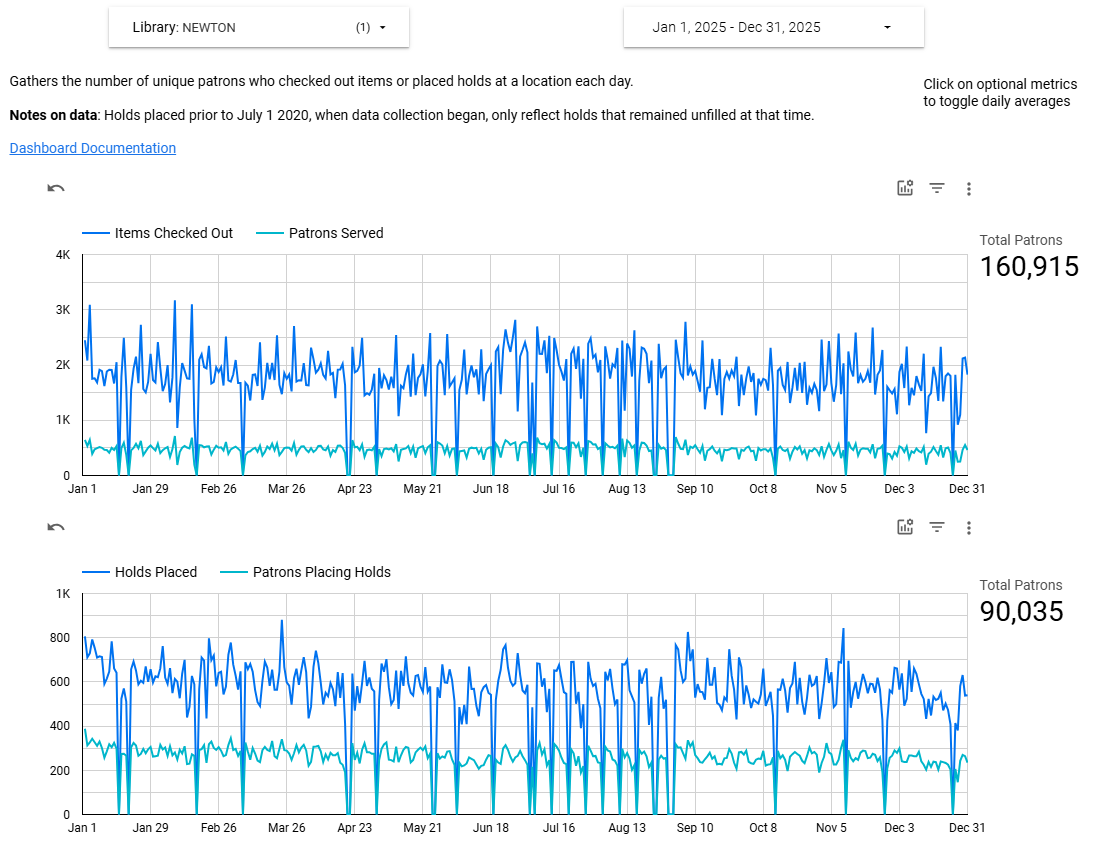 Library: NEWTON (1)
Jan 1, 2025 - Dec 31, 2025
Gathers the number of unique patrons who checked out items or placed holds at a location each day.
Click on optional metrics
to toggle daily averages
Notes on data: Holds placed prior to July 1 2020, when data collection began, only reflect holds that remained unfilled at that time.
Dashboard Documentation
Items Checked Out
Patrons Served
Total Patrons
160,915
4K
3K
2K
1K
0
Jan 1 Jan 29 Feb 26 Mar 26 Apr 23 May 21 Jun 18 Jul 16 Aug 13 Sep 10 Oct 8 Nov 5 Dec 3 Dec 31
Holds Placed
Patrons Placing Holds
Total Patrons
90,035
1K
800
600
400
200
0
Jan 1 Jan 29 Feb 26 Mar 26 Apr 23 May 21 Jun 18 Jul 16 Aug 13 Sep 10 Oct 8 Nov 5 Dec 3 Dec 31